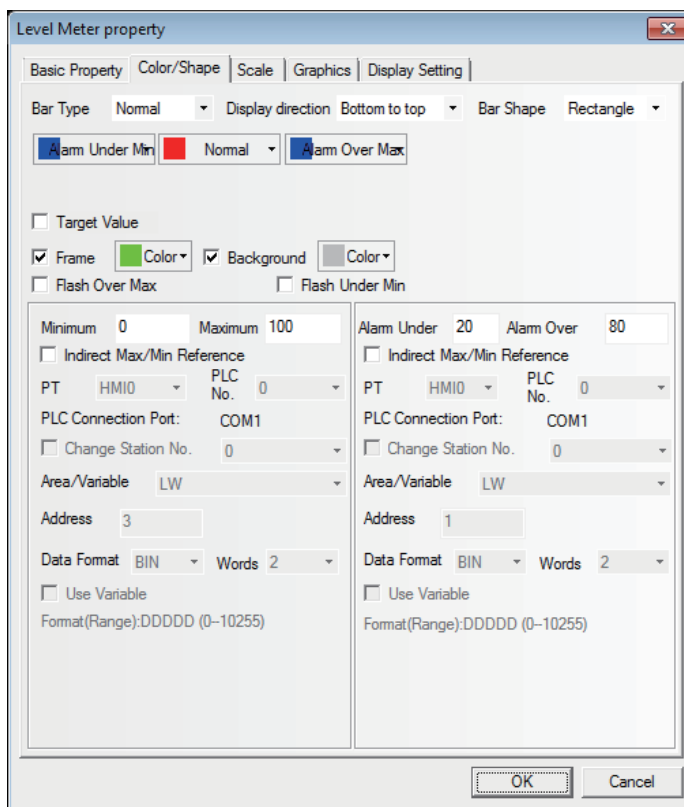 Level Meter property
Basic Property Color/Shape Scale Graphics Display Setting
Bar Type Normal Display direction Bottom to top Bar Shape Rectangle
Alarm Under Min Normal Alarm Over Max
Target Value
Frame Color Background Color
Flash Over Max Flash Under Min
Minimum 0 Maximum 100
Indirect Max/Min Reference
PT HMI0 PLC No. 0
PLC Connection Port: COM1
Change Station No. 0
Area/Variable LW
Address 3
Data Format BIN Words 2
Use Variable
Format(Range):DDDDD (0--10255)
Alarm Under 20 Alarm Over 80
Indirect Max/Min Reference
PT HMI0 PLC No. 0
PLC Connection Port: COM1
Change Station No. 0
Area/Variable LW
Address 1
Data Format BIN Words 2
Use Variable
Format(Range):DDDDD (0--10255)
OK Cancel